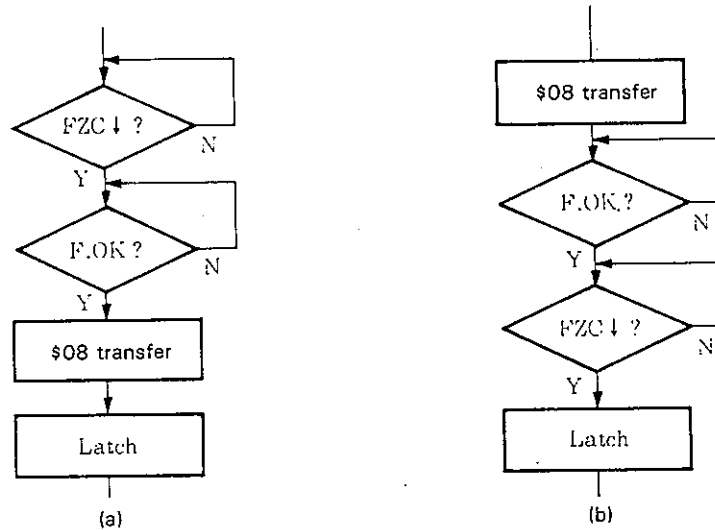 FZC ↓ ?
N
Y
F.OK ?
N
Y
$08 transfer
Latch
(a)
$08 transfer
F.OK.?
N
Y
FZC ↓ ?
N
Y
Latch
(b)